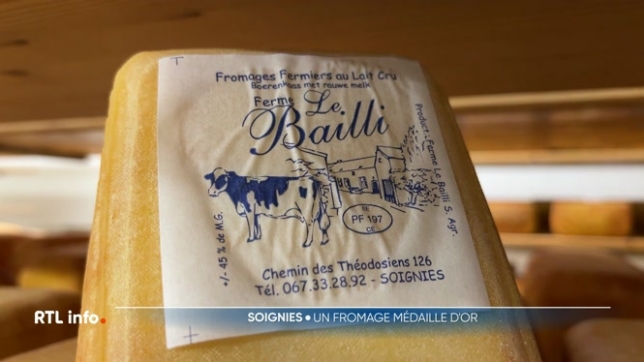 Fromages Fermiers au Lait Cru
Boerenkaas met rauwe melk
Ferme Le
Bailli
Product.: Ferme Le Bailli S. Agr.
+/- 45 % de M.G.
BE
PF 197
CE
Chemin des Théodosiens 126
Tél. 067.33.28.92 - SOIGNIES
RTL info.
SOIGNIES • UN FROMAGE MÉDAILLE D'OR